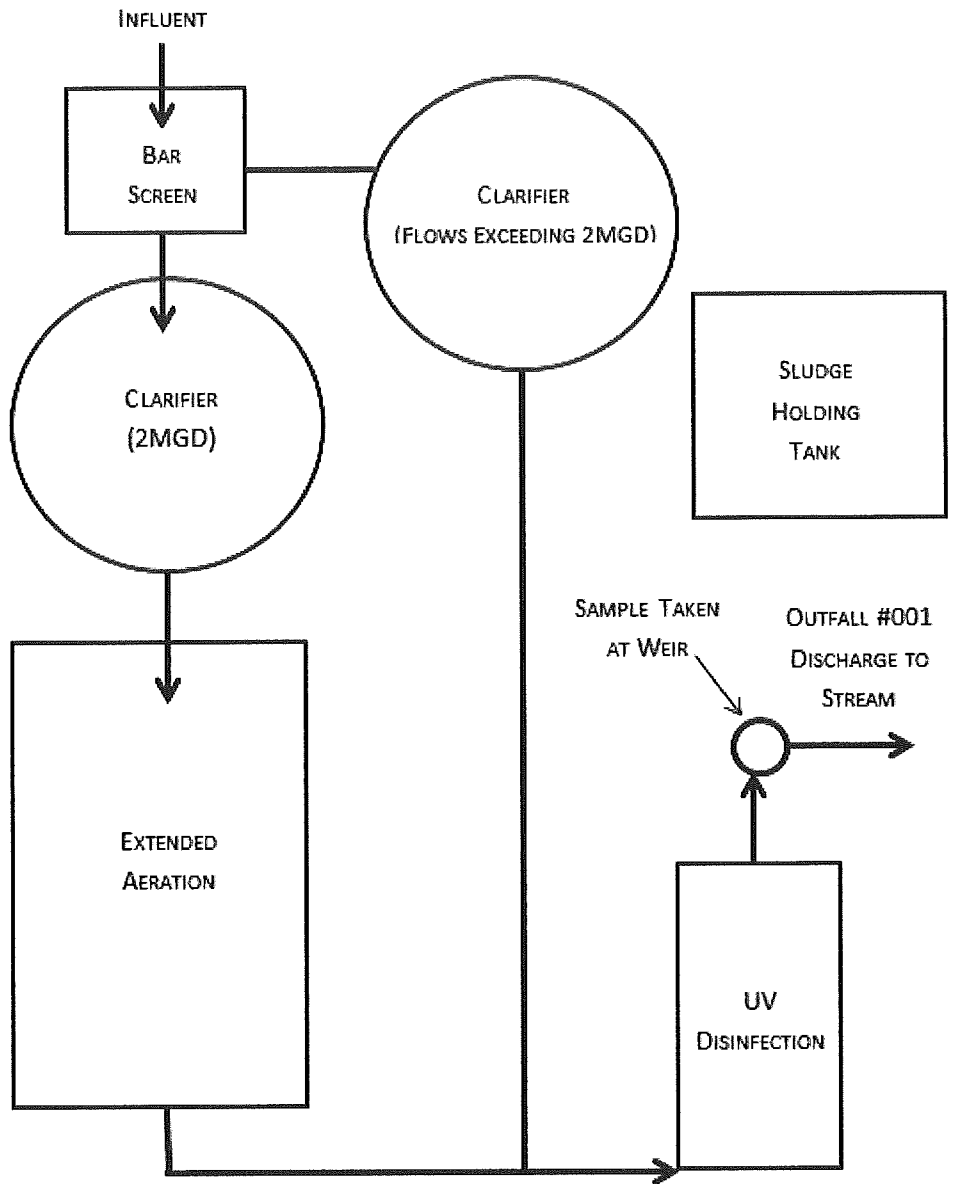 INFLUENT
BAR
SCREEN
CLARIFIER
(FLOWS EXCEEDING 2MGD)
CLARIFIER
(2MGD)
SLUDGE
HOLDING
TANK
SAMPLE TAKEN
AT WEIR
OUTFALL #001
DISCHARGE TO
STREAM
EXTENDED
AERATION
UV
DISINFECTION